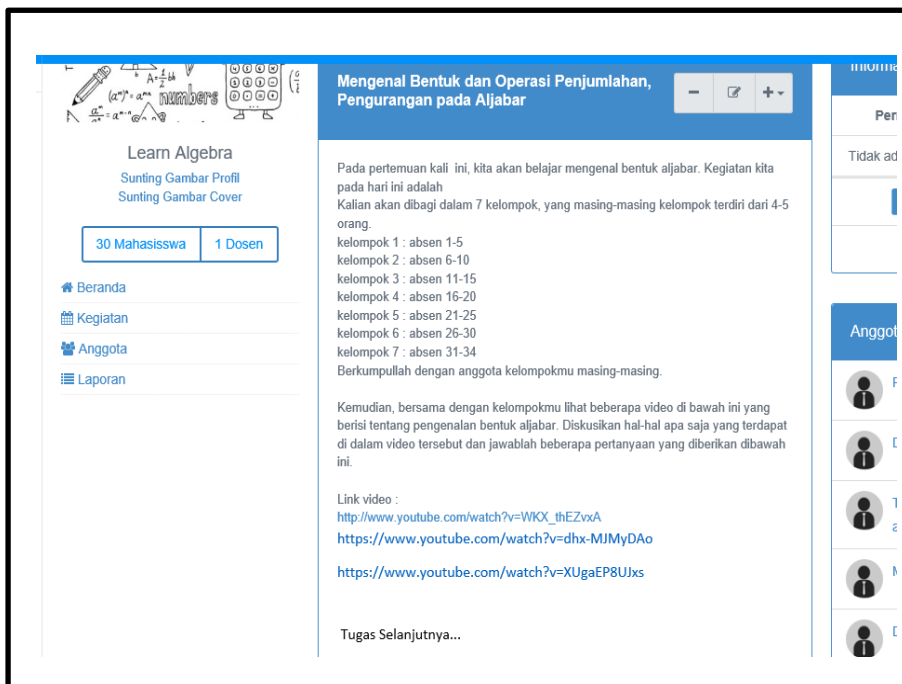 numbers
Learn Algebra
Sunting Gambar Profil
Sunting Gambar Cover
30 Mahasisswa
1 Dosen
Beranda
Kegiatan
Anggota
Laporan
Mengenal Bentuk dan Operasi Penjumlahan,
Pengurangan pada Aljabar
Pada pertemuan kali ini, kita akan belajar mengenal bentuk aljabar. Kegiatan kita
pada hari ini adalah
Kalian akan dibagi dalam 7 kelompok, yang masing-masing kelompok terdiri dari 4-5
orang.
kelompok 1 : absen 1-5
kelompok 2 : absen 6-10
kelompok 3 : absen 11-15
kelompok 4 : absen 16-20
kelompok 5 : absen 21-25
kelompok 6 : absen 26-30
kelompok 7 : absen 31-34
Berkumpullah dengan anggota kelompokmu masing-masing.
Kemudian, bersama dengan kelompokmu lihat beberapa video di bawah ini yang
berisi tentang pengenalan bentuk aljabar. Diskusikan hal-hal apa saja yang terdapat
di dalam video tersebut dan jawablah beberapa pertanyaan yang diberikan dibawah
ini.
Link video :
http://www.youtube.com/watch?v=WKX_thEZvxA
https://www.youtube.com/watch?v=dhx-MJMyDAo
https://www.youtube.com/watch?v=XUgaEP8UJxs
Tugas Selanjutnya...
Tidak ad
Anggot